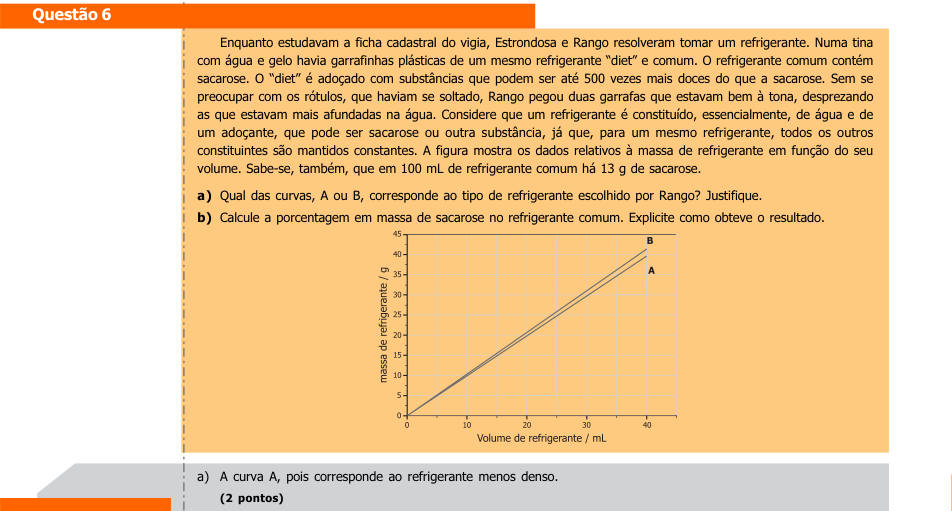 Questão 6
Enquanto estudavam a ficha cadastral do vigia, Estrondosa e Rango resolveram tomar um refrigerante. Numa tina
com água e gelo havia garrafinhas plásticas de um mesmo refrigerante “diet” e comum. O refrigerante comum contém
sacarose. O “diet” é adoçado com substâncias que podem ser até 500 vezes mais doces do que a sacarose. Sem se
preocupar com os rótulos, que haviam se soltado, Rango pegou duas garrafas que estavam bem à tona, desprezando
as que estavam mais afundadas na água. Considere que um refrigerante é constituído, essencialmente, de água e de
um adoçante, que pode ser sacarose ou outra substância, já que, para um mesmo refrigerante, todos os outros
constituintes são mantidos constantes. A figura mostra os dados relativos à massa de refrigerante em função do seu
volume. Sabe-se, também, que em 100 mL de refrigerante comum há 13 g de sacarose.
a) Qual das curvas, A ou B, corresponde ao tipo de refrigerante escolhido por Rango? Justifique.
b) Calcule a porcentagem em massa de sacarose no refrigerante comum. Explicite como obteve o resultado.
massa de refrigerante / g
45
40
35
30
25
20
15
10
5
0
B
A
0 10 20 30 40
Volume de refrigerante / mL
a) A curva A, pois corresponde ao refrigerante menos denso.
(2 pontos)